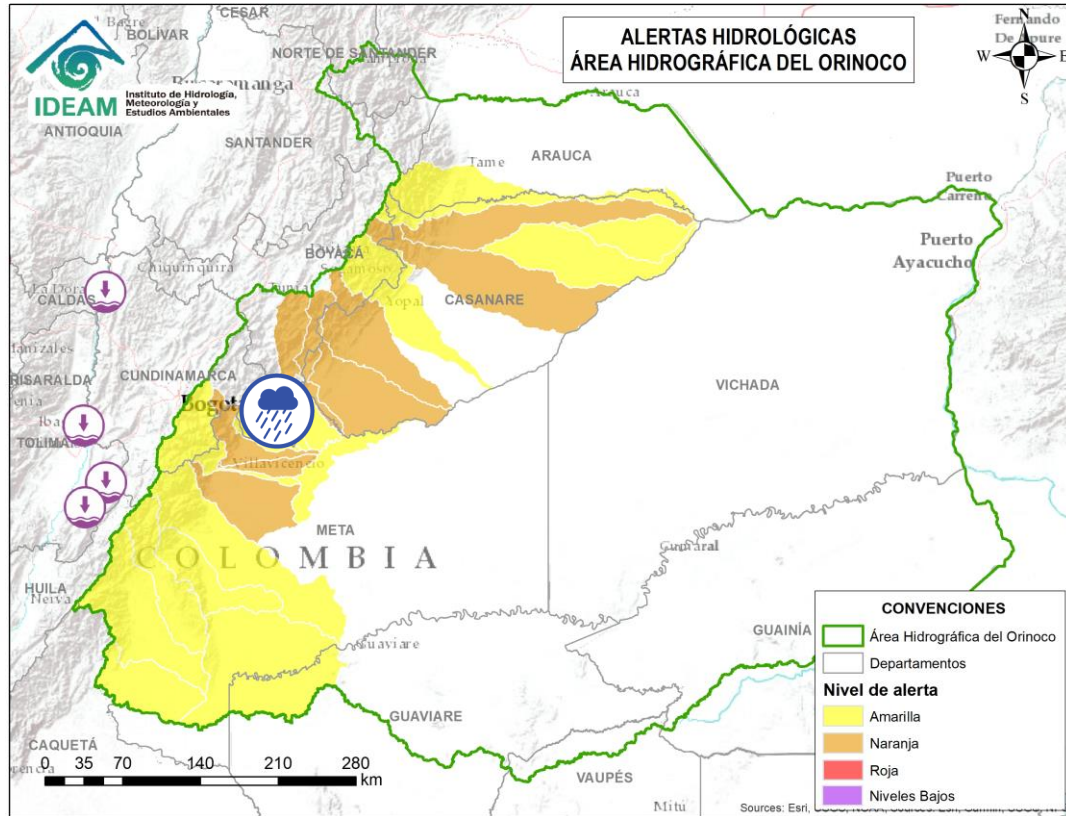 ALERTAS HIDROLÓGICAS
ÁREA HIDROGRÁFICA DEL ORINOCO
N
W
E
S
IDEAM
Instituto de Hidrología,
Meteorología y
Estudios Ambientales
CESAR
BOLÍVAR
NORTE DE SANTANDER
Arauca
ANTIOQUIA
SANTANDER
ARAUCA
Tame
Puerto
Carreño
BOYACÁ
Puerto
Ayacucho
Chiquinquirá
CALDAS
Tunja
Yopal
CASANARE
CUNDINAMARCA
RISARALDA
VICHADA
Bogotá
TOLIMA
Villavicencio
META
COLOMBIA
HUILA
Neiva
Guaviare
GUAINÍA
GUAVIARE
CAQUETÁ
VAUPÉS
Mitú
0 35 70 140 210 280
km
CONVENCIONES
Área Hidrográfica del Orinoco
Departamentos
Nivel de alerta
Amarilla
Naranja
Roja
Niveles Bajos
Sources: Esri,